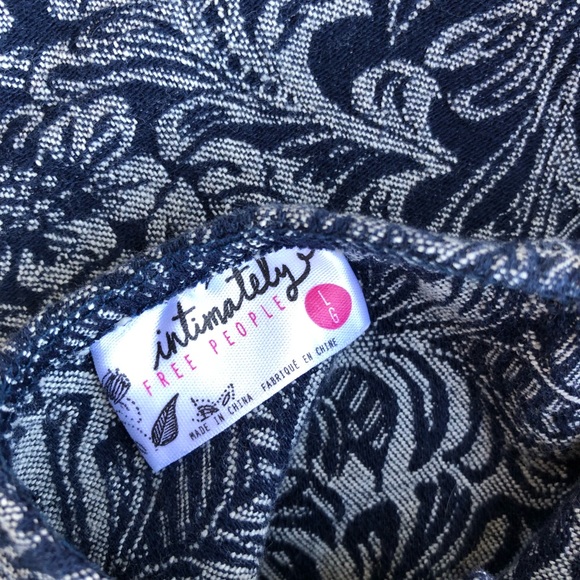 intimately
FREE PEOPLE
LG
MADE IN CHINA FABRIQUÉ EN CHINE